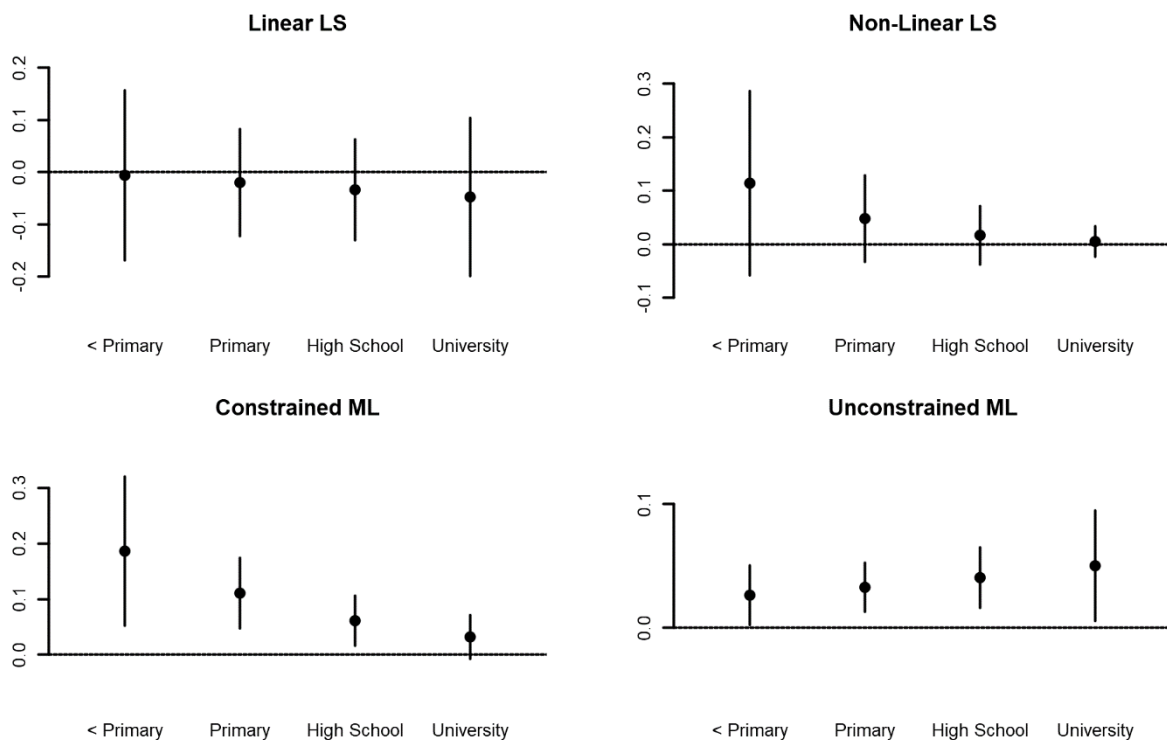 Linear LS
0.2
0.1
0.0
-0.1
-0.2
< Primary Primary High School University
Non-Linear LS
0.3
0.2
0.1
0.0
-0.1
< Primary Primary High School University
Constrained ML
0.3
0.2
0.1
0.0
< Primary Primary High School University
Unconstrained ML
0.1
0.0
< Primary Primary High School University